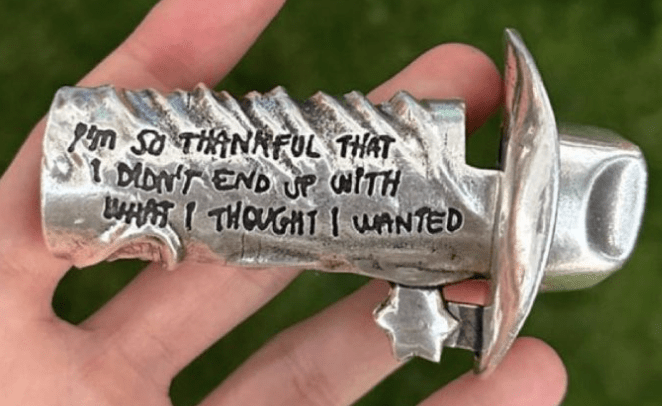 I'm SO THANKFUL THAT
I DIDN'T END UP WITH
WHAT I THOUGHT I WANTED